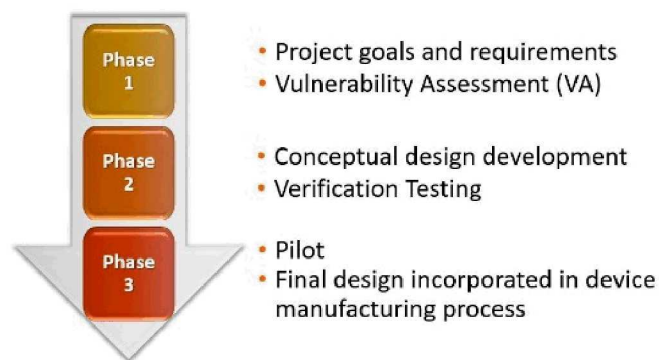 Phase
1
• Project goals and requirements
• Vulnerability Assessment (VA)
Phase
2
• Conceptual design development
• Verification Testing
Phase
3
• Pilot
• Final design incorporated in device
manufacturing process